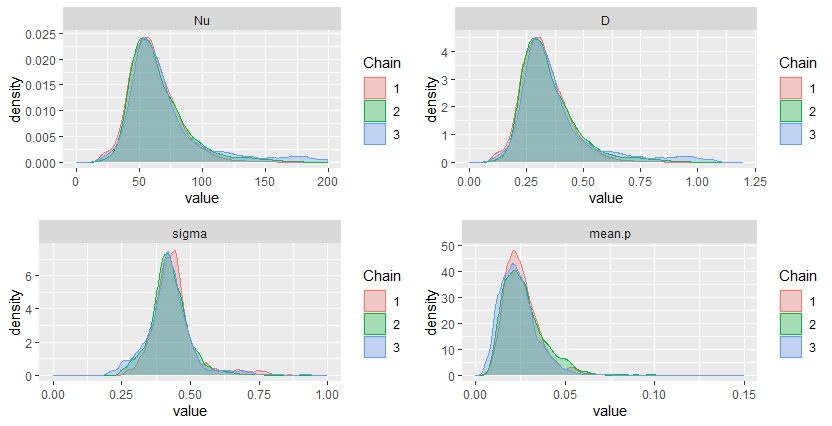 Nu
density
0.025
0.020
0.015
0.010
0.005
0.000
0 50 100 150 200
value
Chain
1
2
3
D
density
4
3
2
1
0
0.00 0.25 0.50 0.75 1.00 1.25
value
Chain
1
2
3
sigma
density
6
4
2
0
0.00 0.25 0.50 0.75 1.00
value
Chain
1
2
3
mean.p
density
50
40
30
20
10
0
0.00 0.05 0.10 0.15
value
Chain
1
2
3